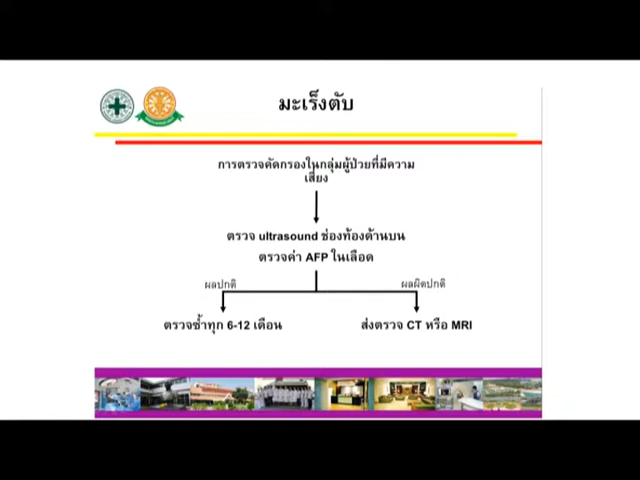 มะเร็งตับ
การตรวจคัดกรองในกลุ่มผู้ป่วยที่มีความ
เสี่ยง
ตรวจ ultrasound ช่องท้องด้านบน
ตรวจค่า AFP ในเลือด
ผลปกติ
ผลผิดปกติ
ตรวจซ้ำทุก 6-12 เดือน
ส่งตรวจ CT หรือ MRI